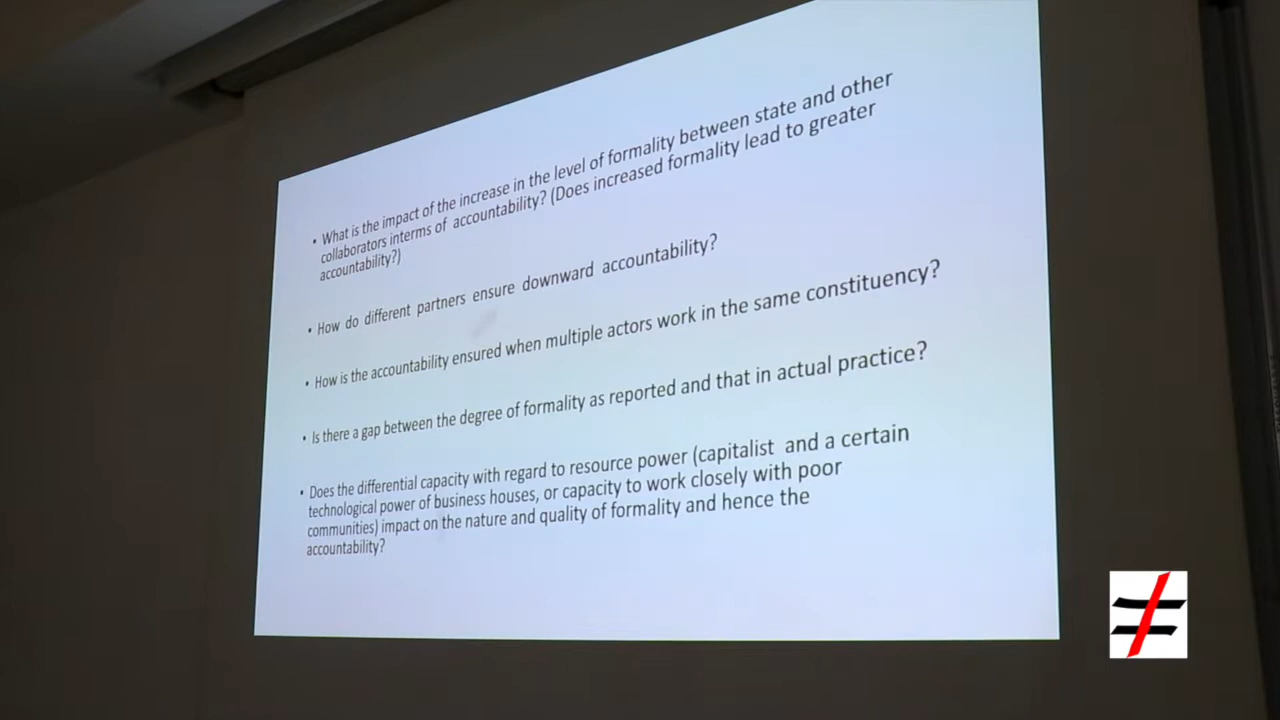 • What is the impact of the increase in the level of formality between state and other
collaborators interms of accountability? (Does increased formality lead to greater
accountability?)
• How do different partners ensure downward accountability?
• How is the accountability ensured when multiple actors work in the same constituency?
• Is there a gap between the degree of formality as reported and that in actual practice?
• Does the differential capacity with regard to resource power (capitalist and a certain
technological power of business houses, or capacity to work closely with poor
communities) impact on the nature and quality of formality and hence the
accountability?